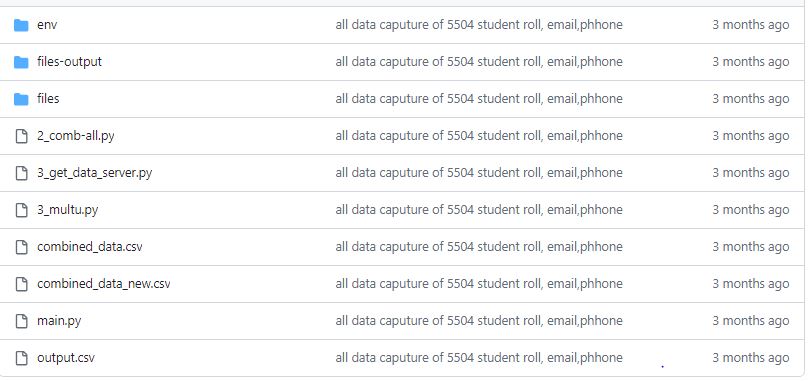 env all data caputure of 5504 student roll, email,phhone 3 months ago
files-output all data caputure of 5504 student roll, email,phhone 3 months ago
files all data caputure of 5504 student roll, email,phhone 3 months ago
2_comb-all.py all data caputure of 5504 student roll, email,phhone 3 months ago
3_get_data_server.py all data caputure of 5504 student roll, email,phhone 3 months ago
3_multu.py all data caputure of 5504 student roll, email,phhone 3 months ago
combined_data.csv all data caputure of 5504 student roll, email,phhone 3 months ago
combined_data_new.csv all data caputure of 5504 student roll, email,phhone 3 months ago
main.py all data caputure of 5504 student roll, email,phhone 3 months ago
output.csv all data caputure of 5504 student roll, email,phhone 3 months ago